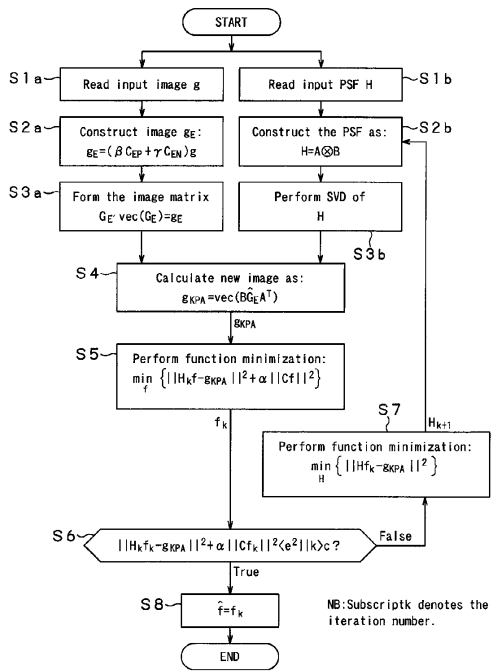 START
S1a
Read input image g
Read input PSF H
S1b
S2a
Construct image gE:
gE=(βCEP+γCEN)g
Construct the PSF as:
H=A⊗B
S2b
S3a
Form the image matrix
GE, vec(GE)=gE
Perform SVD of
H
S3b
S4
Calculate new image as:
gKPA=vec(BĜEAᵀ)
gKPA
S5
Perform function minimization:
min {||Hkf-gKPA||²+α||Cf||²}
f
fk
S7
Hk+1
Perform function minimization:
min {||Hfk-gKPA||²}
H
S6
||Hkfk-gKPA||²+α||Cfk||²<e²||k>c?
False
True
S8
f̂=fk
END
NB:Subscriptk denotes the
iteration number.